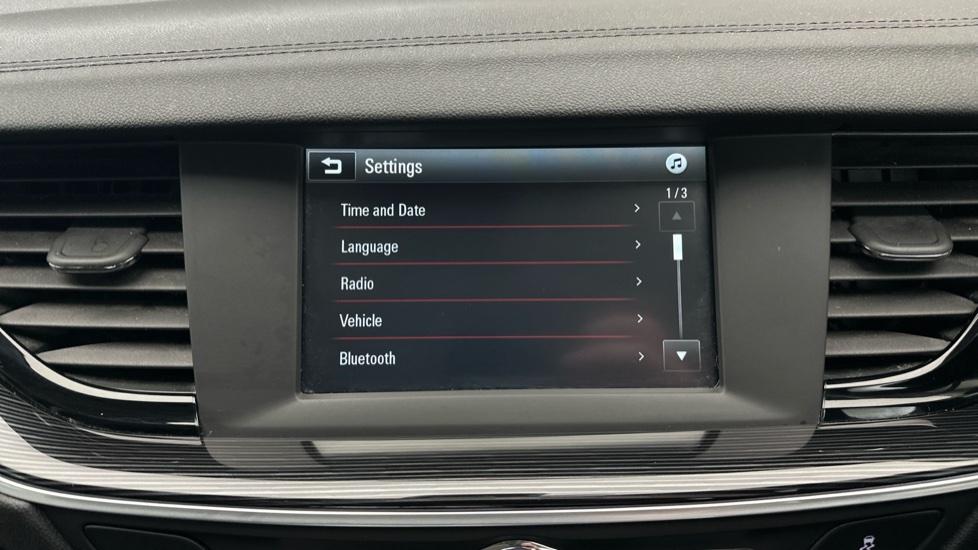 Settings
1/3
Time and Date
Language
Radio
Vehicle
Bluetooth